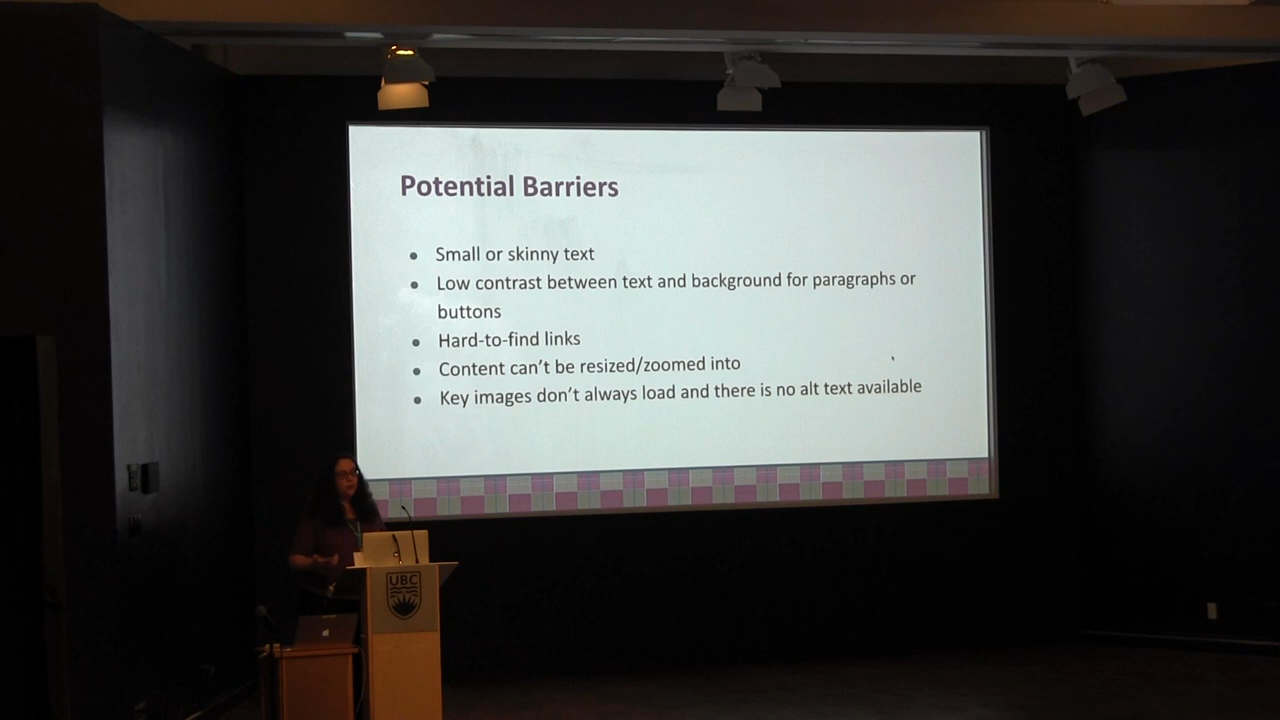 Potential Barriers
• Small or skinny text
• Low contrast between text and background for paragraphs or
buttons
• Hard-to-find links
• Content can't be resized/zoomed into
• Key images don't always load and there is no alt text available
UBC